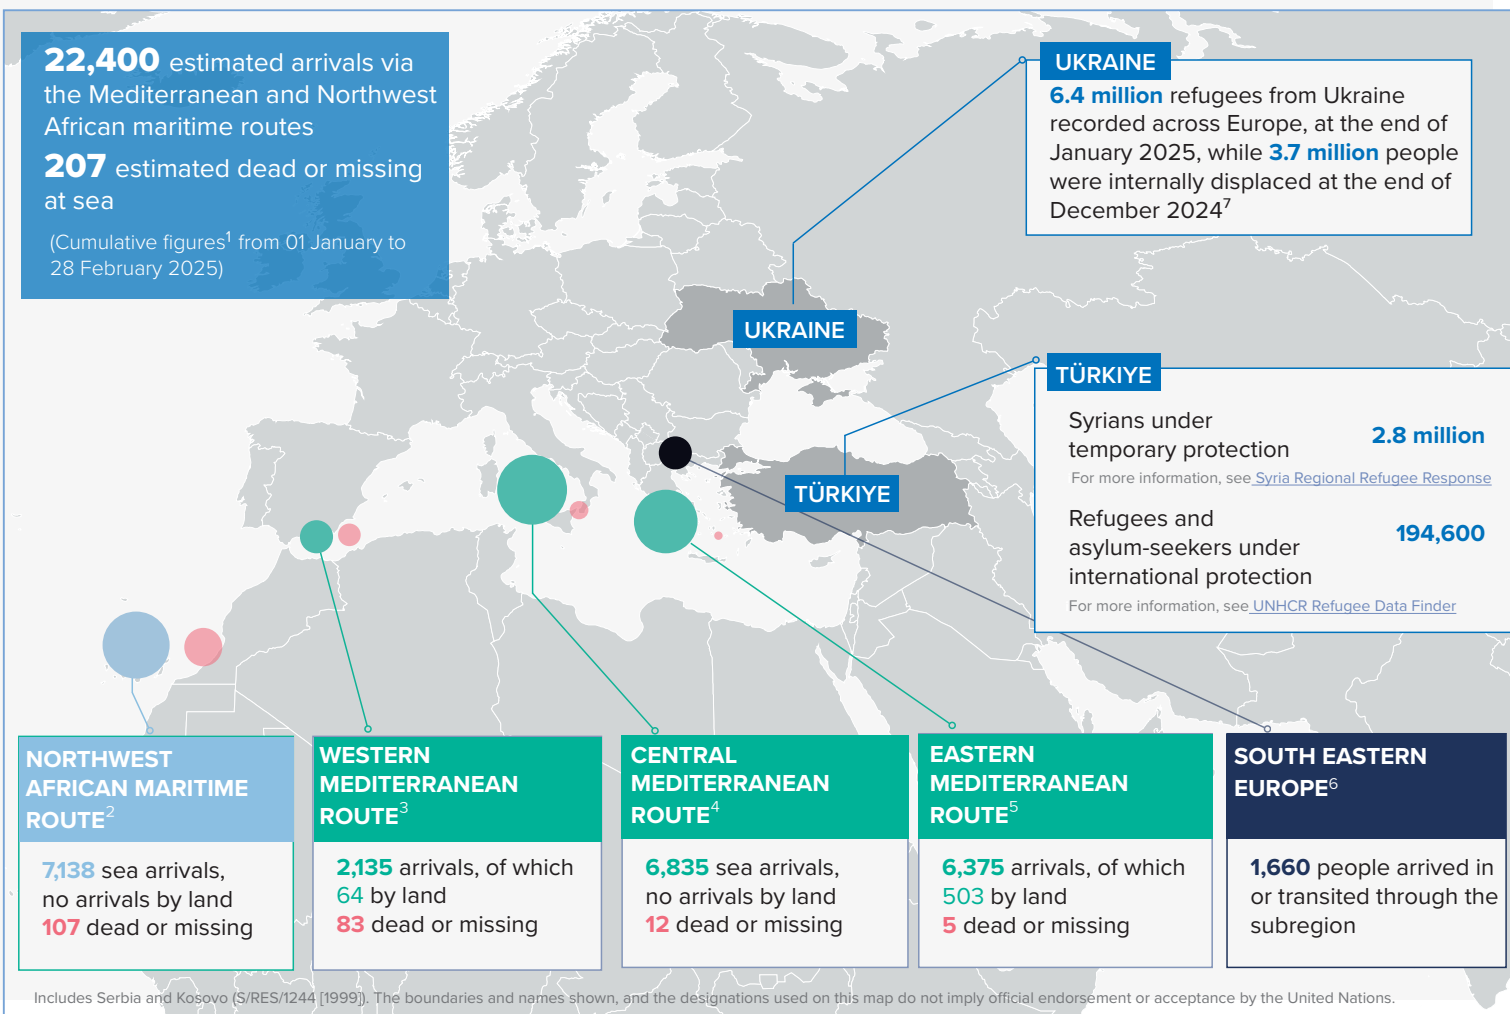 22,400 estimated arrivals via
the Mediterranean and Northwest
African maritime routes
207 estimated dead or missing
at sea
(Cumulative figures1 from 01 January to
28 February 2025)
UKRAINE
6.4 million refugees from Ukraine
recorded across Europe, at the end of
January 2025, while 3.7 million people
were internally displaced at the end of
December 20247
UKRAINE
TÜRKIYE
Syrians under
temporary protection
2.8 million
For more information, see Syria Regional Refugee Response
Refugees and
asylum-seekers under
international protection
194,600
For more information, see UNHCR Refugee Data Finder
TÜRKIYE
NORTHWEST
AFRICAN MARITIME
ROUTE2
7,138 sea arrivals,
no arrivals by land
107 dead or missing
WESTERN
MEDITERRANEAN
ROUTE3
2,135 arrivals, of which
64 by land
83 dead or missing
CENTRAL
MEDITERRANEAN
ROUTE4
6,835 sea arrivals,
no arrivals by land
12 dead or missing
EASTERN
MEDITERRANEAN
ROUTE5
6,375 arrivals, of which
503 by land
5 dead or missing
SOUTH EASTERN
EUROPE6
1,660 people arrived in
or transited through the
subregion
Includes Serbia and Kosovo (S/RES/1244 [1999]). The boundaries and names shown, and the designations used on this map do not imply official endorsement or acceptance by the United Nations.